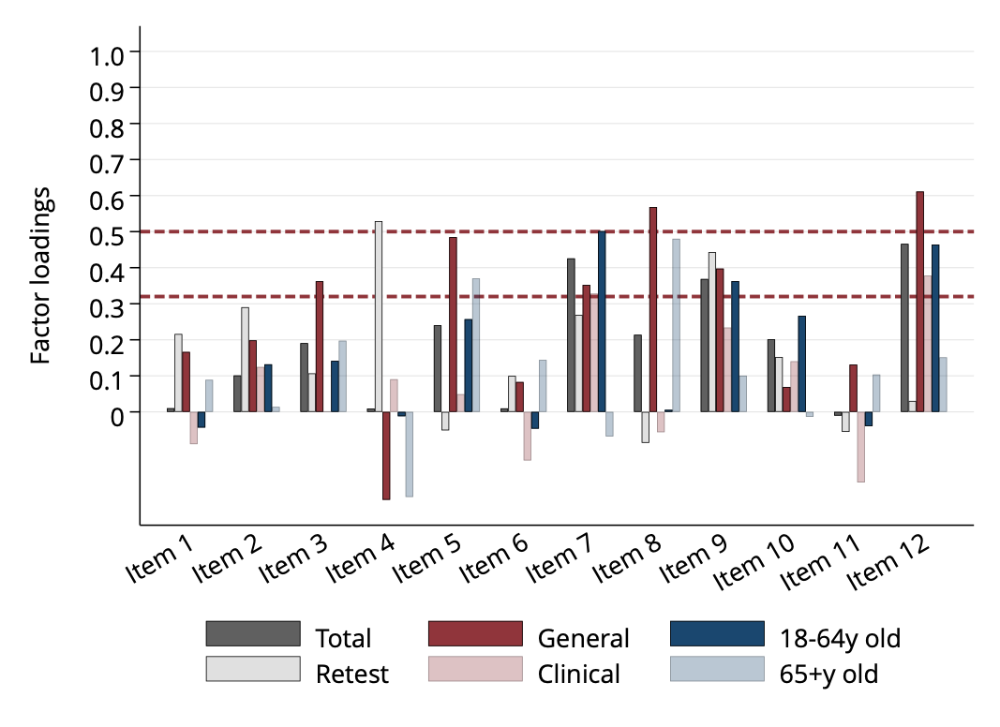 Factor loadings
1.0
0.9
0.8
0.7
0.6
0.5
0.4
0.3
0.2
0.1
0
Item 1 Item 2 Item 3 Item 4 Item 5 Item 6 Item 7 Item 8 Item 9 Item 10 Item 11 Item 12
Total General 18-64y old
Retest Clinical 65+y old